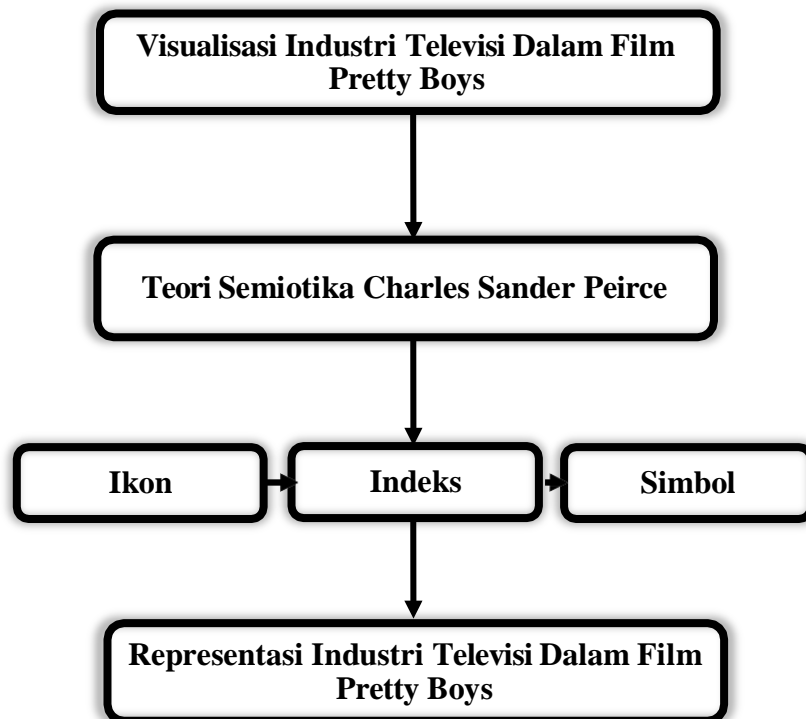 Visualisasi Industri Televisi Dalam Film
Pretty Boys
Teori Semiotika Charles Sander Peirce
Ikon
Indeks
Simbol
Representasi Industri Televisi Dalam Film
Pretty Boys